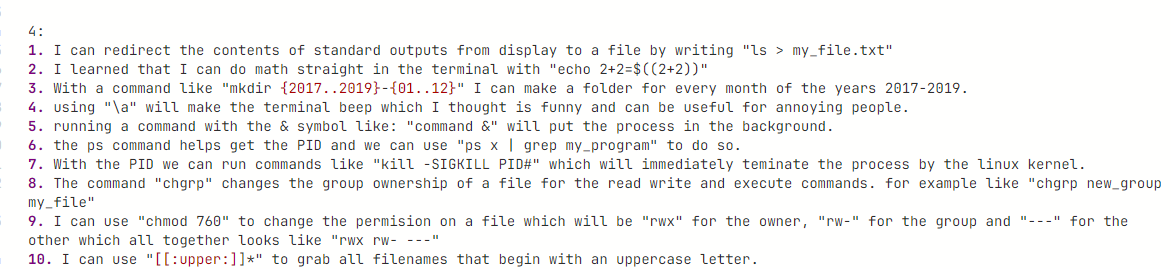 4:
1. I can redirect the contents of standard outputs from display to a file by writing "ls > my_file.txt"
2. I learned that I can do math straight in the terminal with "echo 2+2=$((2+2))"
3. With a command like "mkdir {2017..2019}-{01..12}" I can make a folder for every month of the years 2017-2019.
4. using "\a" will make the terminal beep which I thought is funny and can be useful for annoying people.
5. running a command with the & symbol like: "command &" will put the process in the background.
6. the ps command helps get the PID and we can use "ps x | grep my_program" to do so.
7. With the PID we can run commands like "kill -SIGKILL PID#" which will immediately teminate the process by the linux kernel.
8. The command "chgrp" changes the group ownership of a file for the read write and execute commands. for example like "chgrp new_group
my_file"
9. I can use "chmod 760" to change the permision on a file which will be "rwx" for the owner, "rw-" for the group and "---" for the
other which all together looks like "rwx rw- ---"
10. I can use "[[:upper:]]*" to grab all filenames that begin with an uppercase letter.